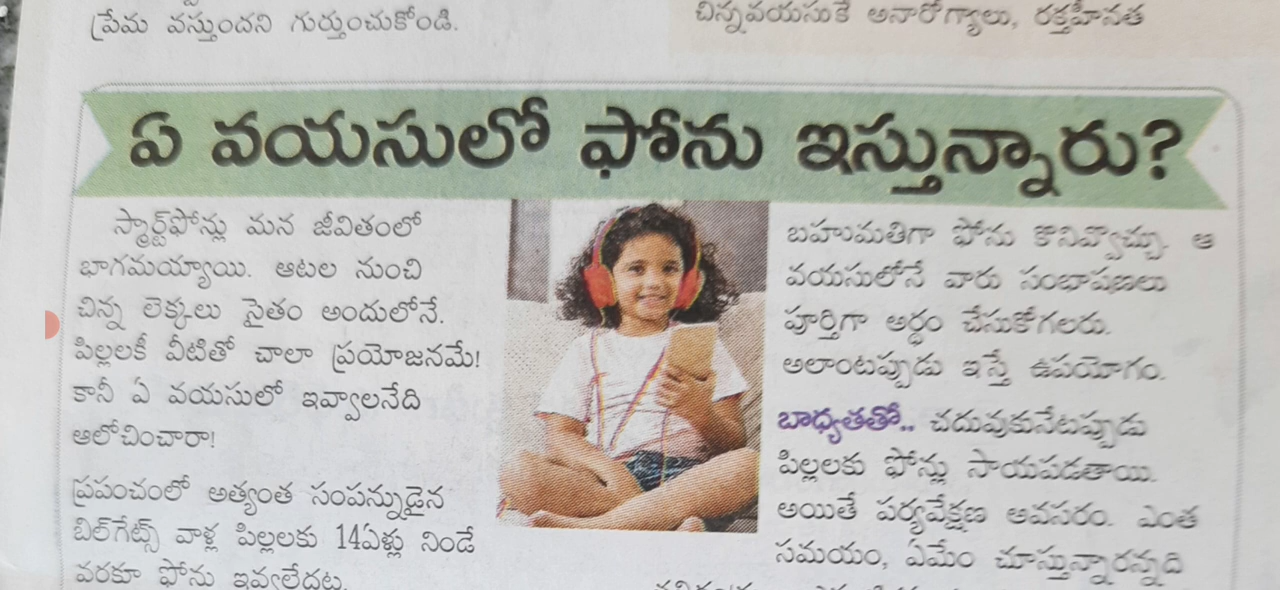 ప్రేమ వస్తుందని గుర్తుంచుకోండి.
చిన్నవయసుకే అనారోగ్యాలు, రక్తహీనత
ఏ వయసులో ఫోను ఇస్తున్నారు?
స్మార్ట్‌ఫోన్లు మన జీవితంలో
బాగమయ్యాయి. ఆటల నుంచి
చిన్న లెక్కలు సైతం అందులోనే.
పిల్లలకీ వీటితో చాలా ప్రయోజనమే!
కానీ ఏ వయసులో ఇవ్వాలనేది
ఆలోచించారా!
ప్రపంచంలో అత్యంత సంపన్నుడైన
బిల్‌గేట్స్ వాళ్ల పిల్లలకు 14ఏళ్లు నిండే
వరకూ ఫోను ఇవ్వలేదట.
బహుమతిగా ఫోను కొనివ్వొచ్చు. ఆ
వయసులోనే వారు సంభాషణలు
పూర్తిగా అర్థం చేసుకోగలరు.
అలాంటప్పుడు ఇస్తే ఉపయోగం.
బాధ్యతతో.. చదువుకునేటప్పుడు
పిల్లలకు ఫోన్లు సాయపడతాయి.
అయితే పర్యవేక్షణ అవసరం. ఎంత
సమయం, ఏమేం చూస్తున్నారన్నది